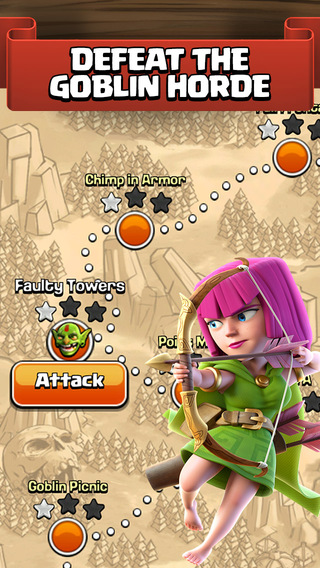 DEFEAT THE
GOBLIN HORDE
Chimp in Armor
Faulty Towers
Attack
Goblin Picnic